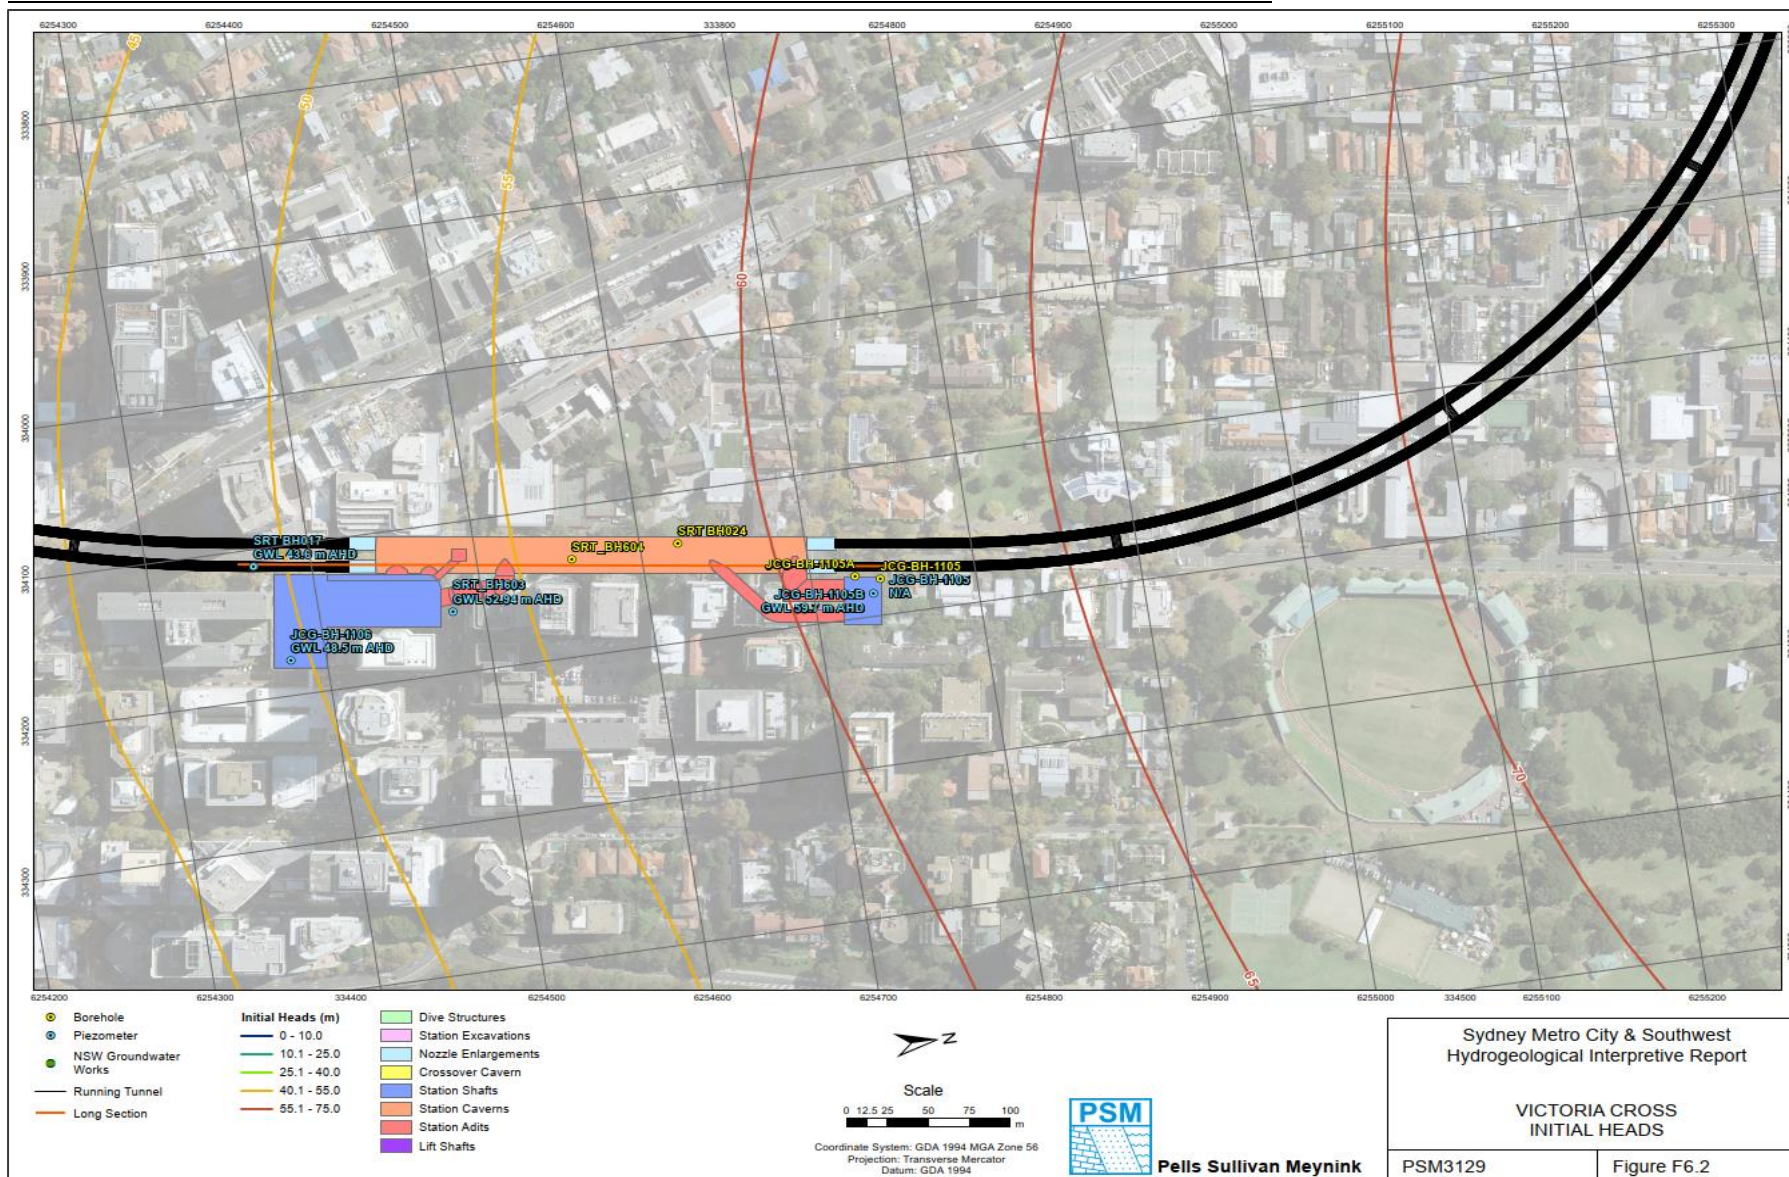 6254300 6254400 6254500 6254600 333800 6254800 6254900 6255000 6255100 6255200 6255300
45
50
55
60
65
70
333800
333900
334000
334100
334200
334300
SRT BH017
GWL 43.6 m AHD
SRT_BH603
GWL 52.94 m AHD
JCG-BH-1106
GWL 48.5 m AHD
SRT_BH604
SRT BH024
JCG-BH-1105A
JCG-BH-1105
JCG-BH-1105
N/A
JCG-BH-1105B
GWL 59.7 m AHD
6254200 6254300 334400 6254500 6254600 6254700 6254800 6254900 6255000 334500 6255100 6255200
Borehole
Piezometer
NSW Groundwater
Works
Running Tunnel
Long Section
Initial Heads (m)
0 - 10.0
10.1 - 25.0
25.1 - 40.0
40.1 - 55.0
55.1 - 75.0
Dive Structures
Station Excavations
Nozzle Enlargements
Crossover Cavern
Station Shafts
Station Caverns
Station Adits
Lift Shafts
N
Scale
0 12.5 25 50 75 100
m
Coordinate System: GDA 1994 MGA Zone 56
Projection: Transverse Mercator
Datum: GDA 1994
PSM
Pells Sullivan Meynink
Sydney Metro City & Southwest
Hydrogeological Interpretive Report
VICTORIA CROSS
INITIAL HEADS
PSM3129
Figure F6.2